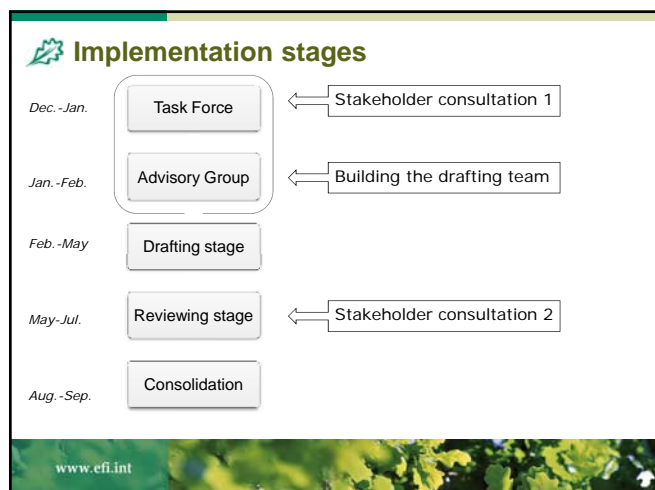 Implementation stages
Dec.-Jan.
Task Force
Stakeholder consultation 1
Jan.-Feb.
Advisory Group
Building the drafting team
Feb.-May
Drafting stage
May-Jul.
Reviewing stage
Stakeholder consultation 2
Aug.-Sep.
Consolidation
www.efi.int